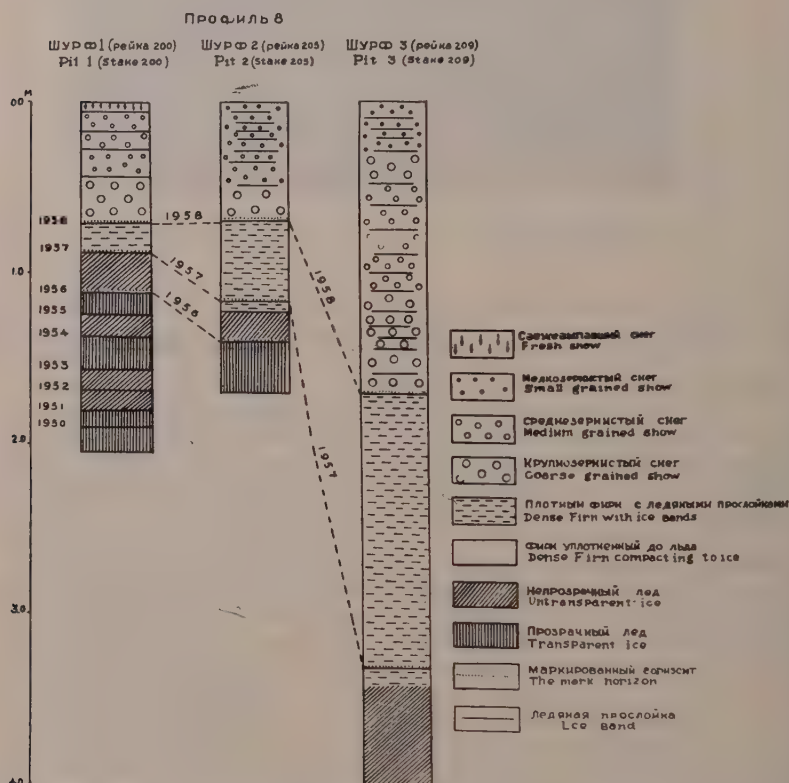 Профиль 8
Шурф 1 (рейка 200)
Pit 1 (Stake 200)
Шурф 2 (рейка 205)
Pit 2 (Stake 205)
Шурф 3 (рейка 209)
Pit 3 (Stake 209)
м
0.0
1.0
2.0
3.0
4.0
1958
1957
1956
1955
1954
1953
1952
1951
1950
1958
1957
1956
1958
1957
Свежевыпавший снег
Fresh snow
Мелкозернистый снег
Small grained snow
Среднезернистый снег
Medium grained snow
Крупнозернистый снег
Coarse grained snow
Плотный фирн с ледяными прослойками
Dense Firn with ice bands
Фирн уплотненный до льда
Dense Firn compacting to ice
Непрозрачный лед
Untransparent ice
Прозрачный лед
Transparent ice
Маркированный горизонт
The mark horizon
Ледяная прослойка
Lce Band